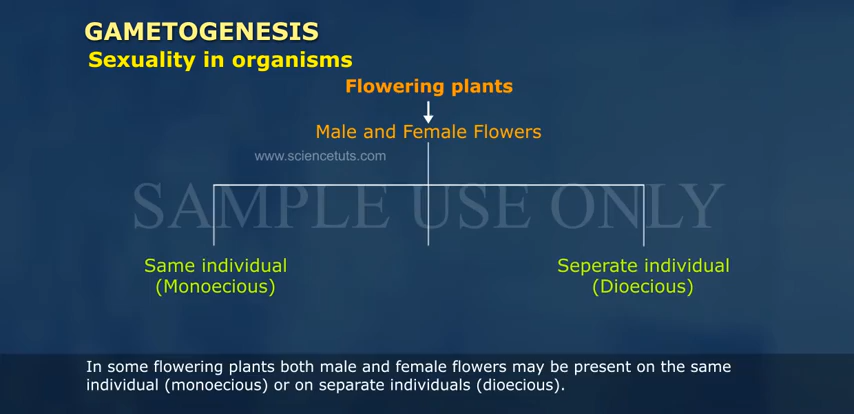 GAMETOGENESIS
Sexuality in organisms
Flowering plants
Male and Female Flowers
www.sciencetuts.com
SAMPLE USE ONLY
Same individual
(Monoecious)
Seperate individual
(Dioecious)
In some flowering plants both male and female flowers may be present on the same
individual (monoecious) or on separate individuals (dioecious).